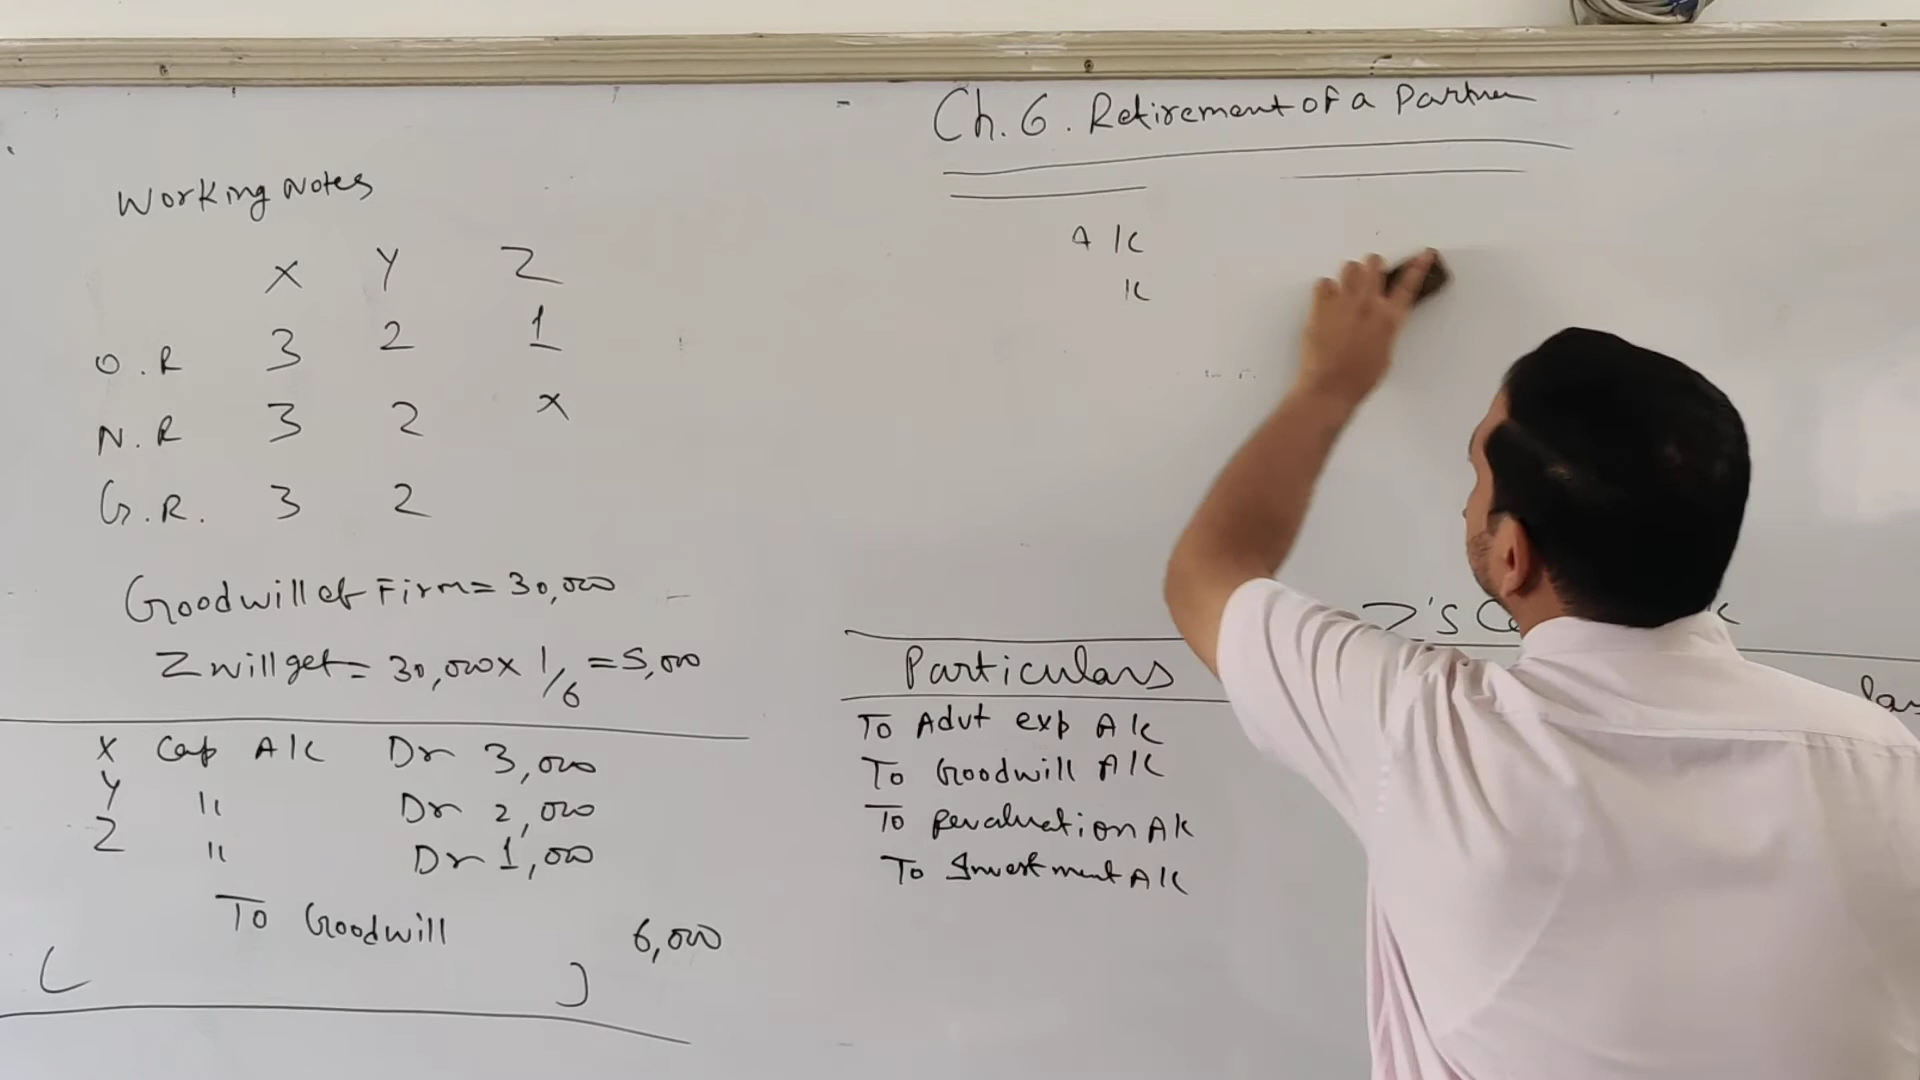 Ch. 6. Retirement of a Partner
A/c
/c
Working Notes
X Y Z
O.R 3 2 1
N.R 3 2 x
G.R. 3 2
Goodwill of Firm = 30,000
Z will get = 30,000 x 1/6 = 5,000
X Cap A/c Dr 3,000
Y " Dr 2,000
Z " Dr 1,000
To Goodwill 6,000
( )
Z's
Particulars
To Advt exp A/c
To Goodwill A/c
To Revaluation A/c
To Investment A/c